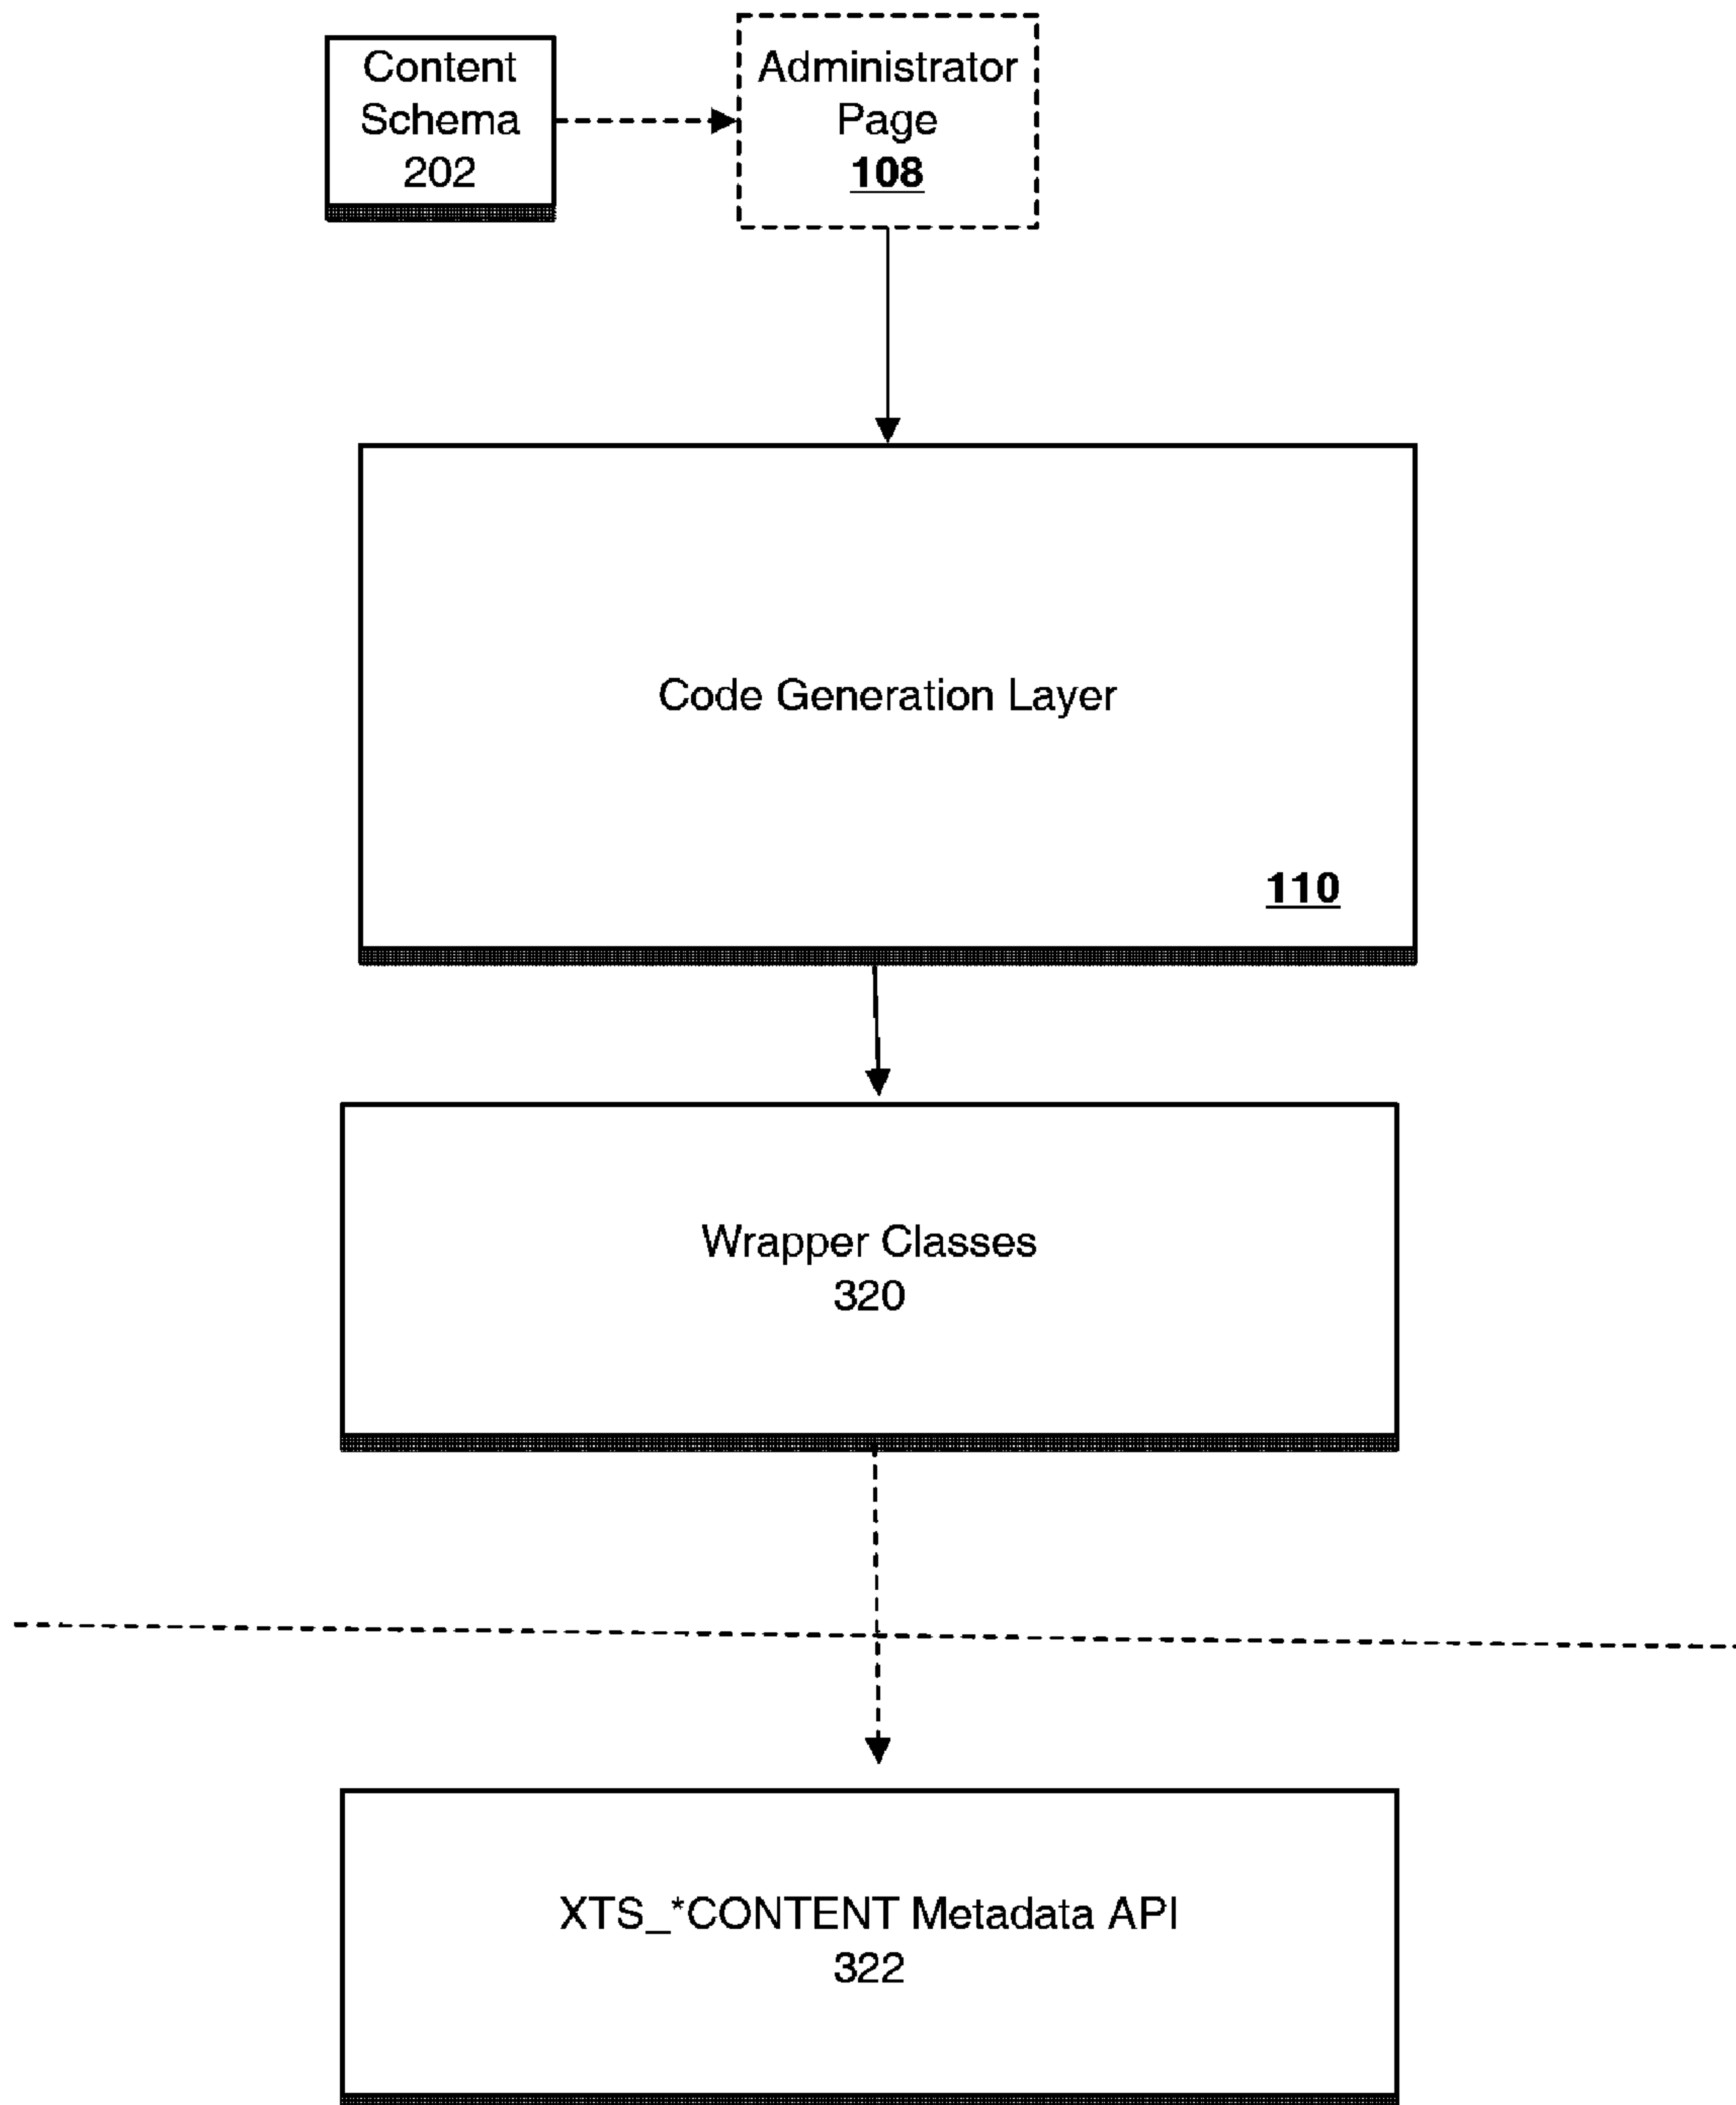 Content
Schema
202
Administrator
Page
108
Code Generation Layer
110
Wrapper Classes
320
XTS_*CONTENT Metadata API
322